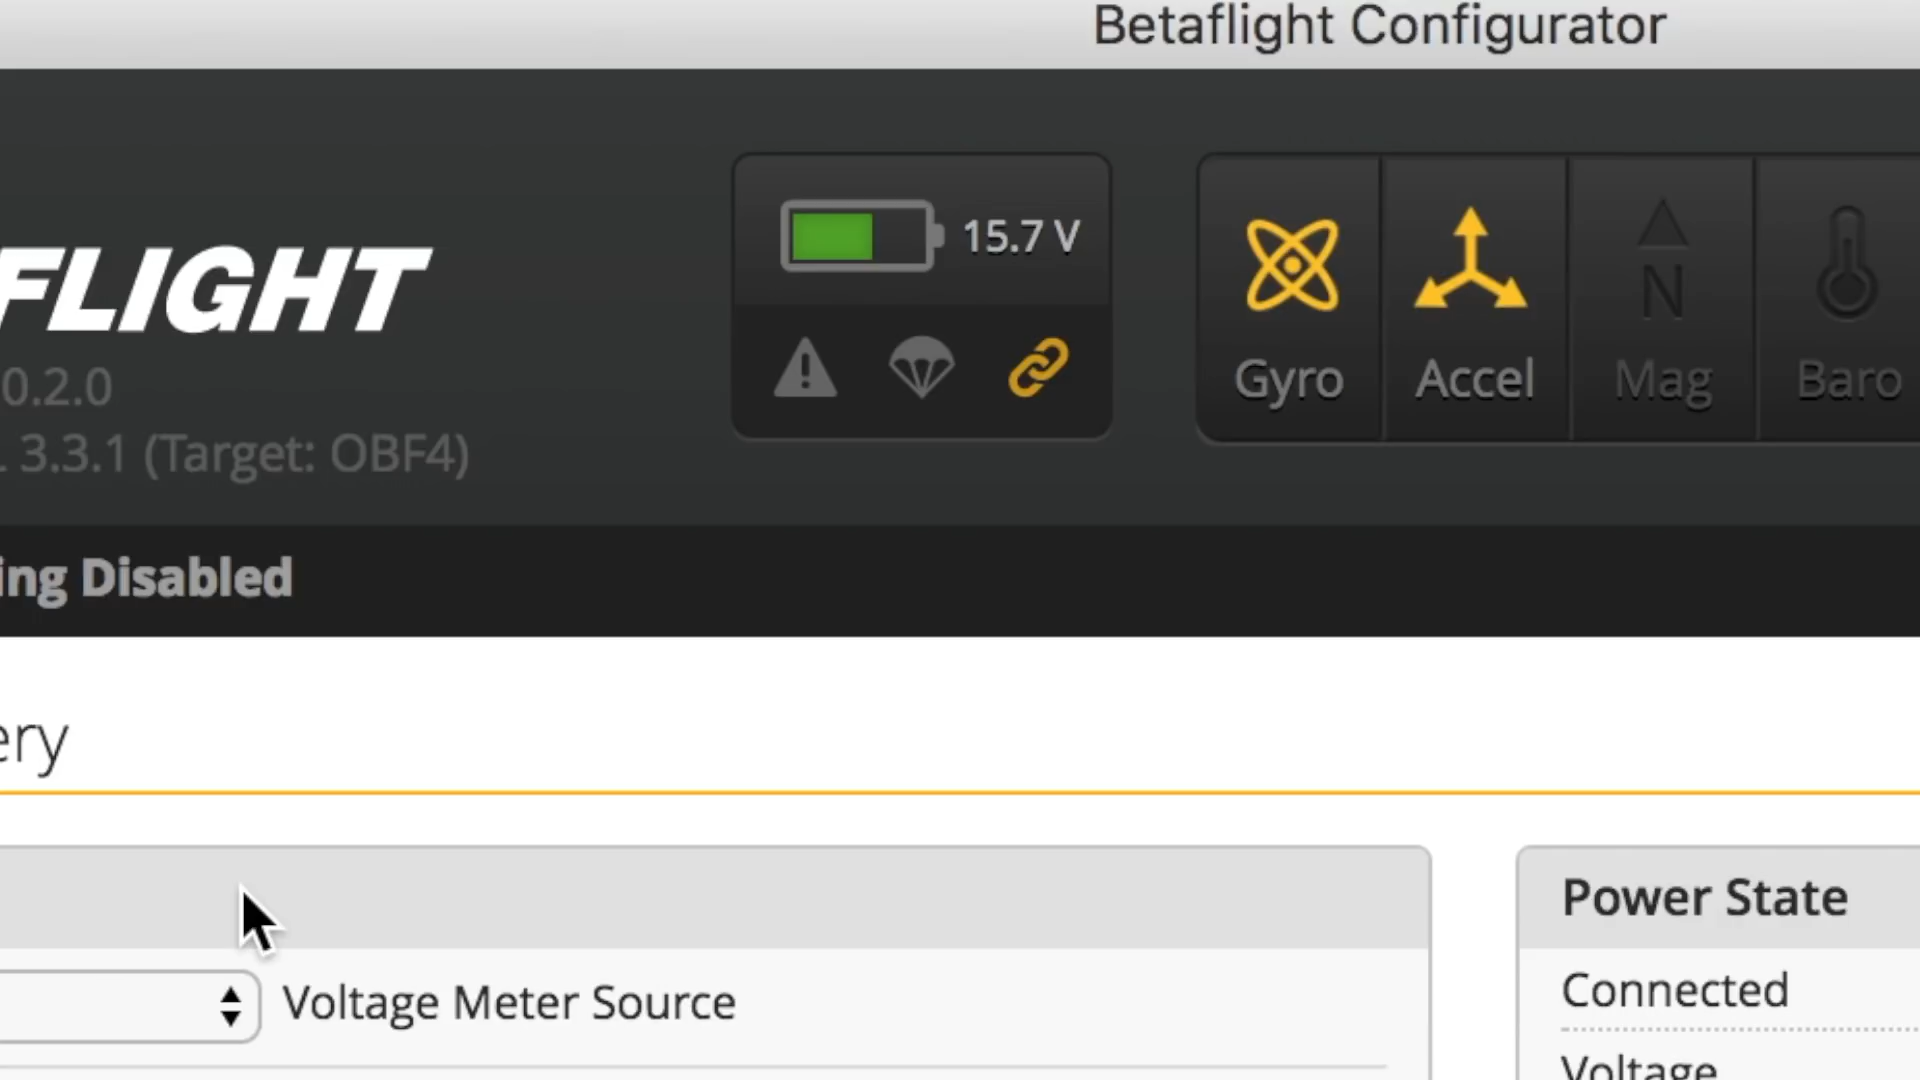 Betaflight Configurator
15.7 V
FLIGHT
N
Gyro Accel Mag Baro
0.2.0
3.3.1 (Target: OBF4)
ing Disabled
ery
Power State
Voltage Meter Source
Connected
Voltage